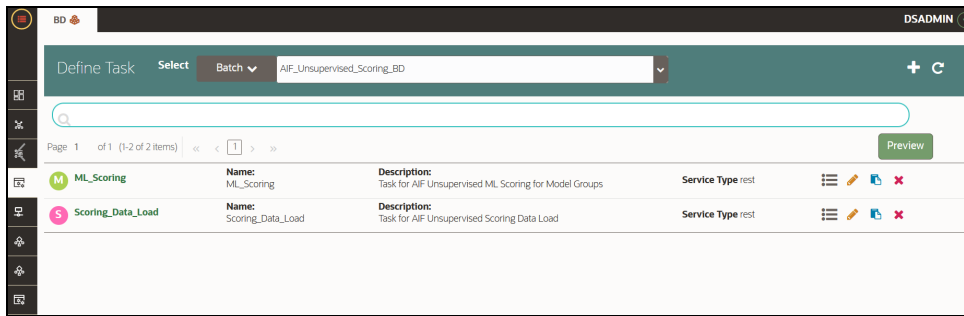 BD
DSADMIN
Define Task Select Batch AIF_Unsupervised_Scoring_BD
Page 1 of 1 (1-2 of 2 items) « < 1 > »
Preview
M ML_Scoring Name: Description: Service Type rest
ML_Scoring Task for AIF Unsupervised ML Scoring for Model Groups
S Scoring_Data_Load Name: Description: Service Type rest
Scoring_Data_Load Task for AIF Unsupervised Scoring Data Load